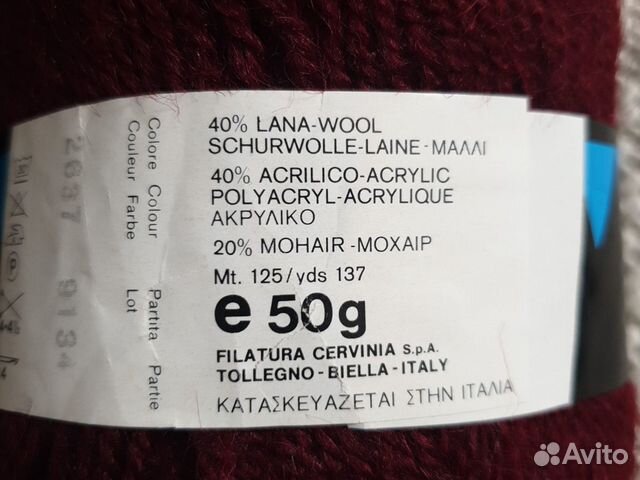 40% LANA-WOOL
SCHURWOLLE-LAINE-ΜΑΛΛΙ
40% ACRILICO-ACRYLIC
POLYACRYL-ACRYLIQUE
ΑΚΡΥΛΙΚΟ
20% MOHAIR-ΜΟΧΑΙΡ
Mt. 125/yds 137
e 50g
FILATURA CERVINIA S.p.A.
TOLLEGNO-BIELLA-ITALY
ΚΑΤΑΣΚΕΥΑΖΕΤΑΙ ΣΤΗΝ ΙΤΑΛΙΑ
Colore Colour Partita Partie
Couleur Farbe Lot
2637 9134
Avito